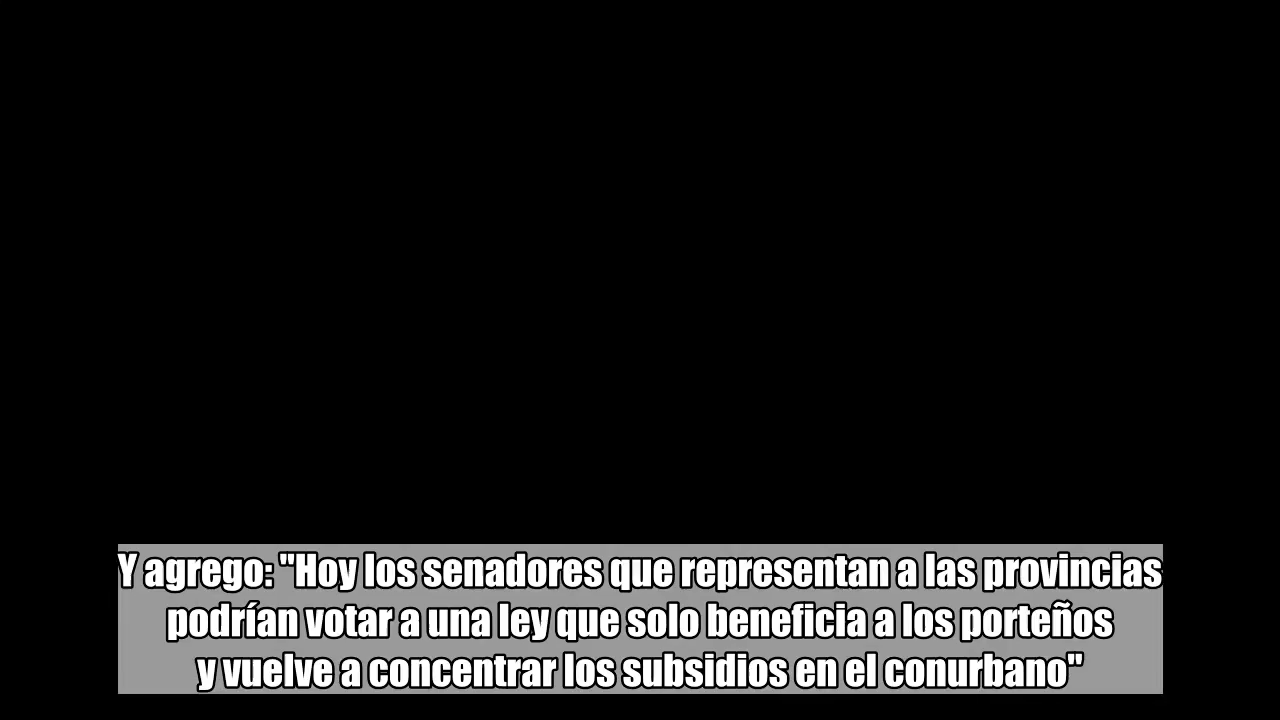 Y agrego: "Hoy los senadores que representan a las provincias
podrían votar a una ley que solo beneficia a los porteños
y vuelve a concentrar los subsidios en el conurbano"